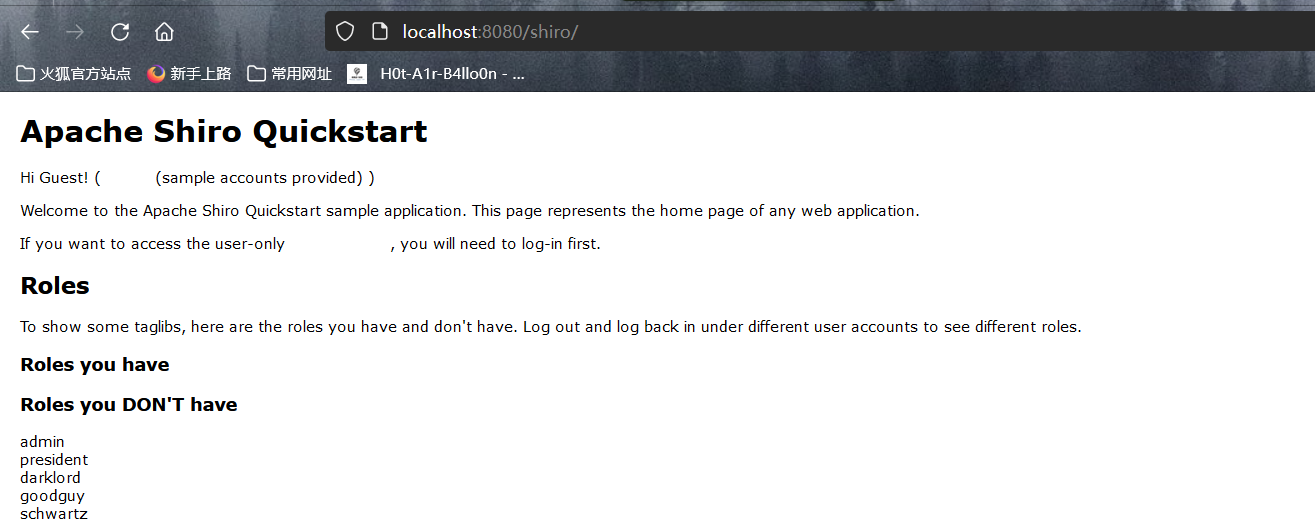 localhost:8080/shiro/
火狐官方站点 新手上路 常用网址 H0t-A1r-B4llo0n - ...
Apache Shiro Quickstart
Hi Guest! ( (sample accounts provided) )
Welcome to the Apache Shiro Quickstart sample application. This page represents the home page of any web application.
If you want to access the user-only , you will need to log-in first.
Roles
To show some taglibs, here are the roles you have and don't have. Log out and log back in under different user accounts to see different roles.
Roles you have
Roles you DON'T have
admin
president
darklord
goodguy
schwartz